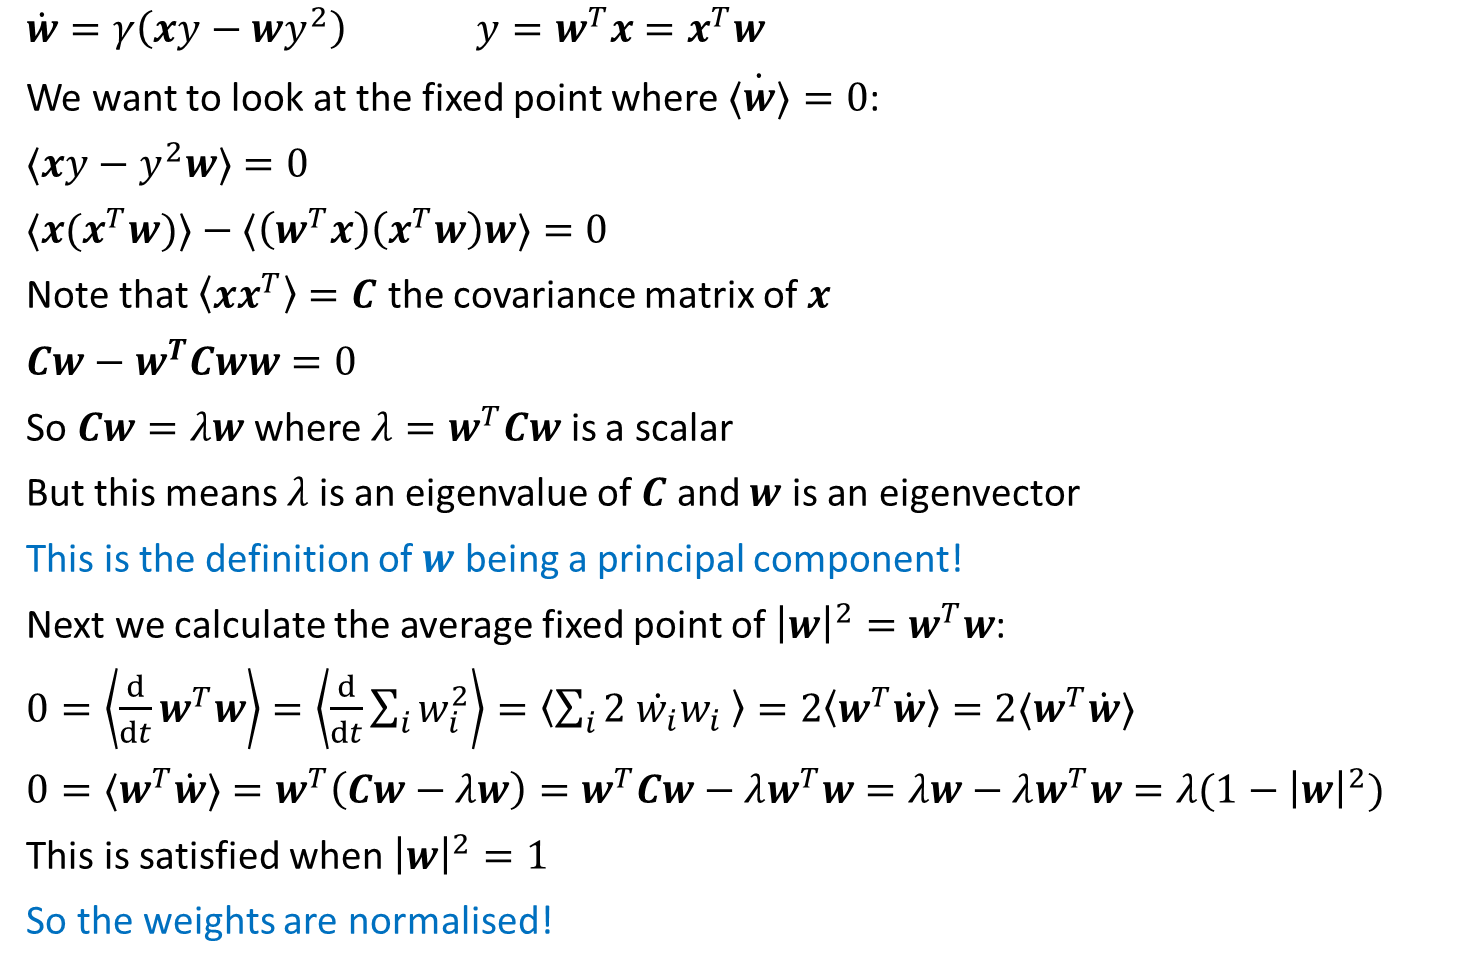 ẇ = γ(xy − wy²) y = wᵀx = xᵀw
We want to look at the fixed point where ⟨ẇ⟩ = 0:
⟨xy − y²w⟩ = 0
⟨x(xᵀw)⟩ − ⟨(wᵀx)(xᵀw)w⟩ = 0
Note that ⟨xxᵀ⟩ = C the covariance matrix of x
Cw − wᵀCww = 0
So Cw = λw where λ = wᵀCw is a scalar
But this means λ is an eigenvalue of C and w is an eigenvector
This is the definition of w being a principal component!
Next we calculate the average fixed point of |w|² = wᵀw:
0 = ⟨d/dt wᵀw⟩ = ⟨d/dt ∑ᵢ wᵢ²⟩ = ⟨∑ᵢ 2 ẇᵢwᵢ ⟩ = 2⟨wᵀẇ⟩ = 2⟨wᵀẇ⟩
0 = ⟨wᵀẇ⟩ = wᵀ(Cw − λw) = wᵀCw − λwᵀw = λw − λwᵀw = λ(1 − |w|²)
This is satisfied when |w|² = 1
So the weights are normalised!